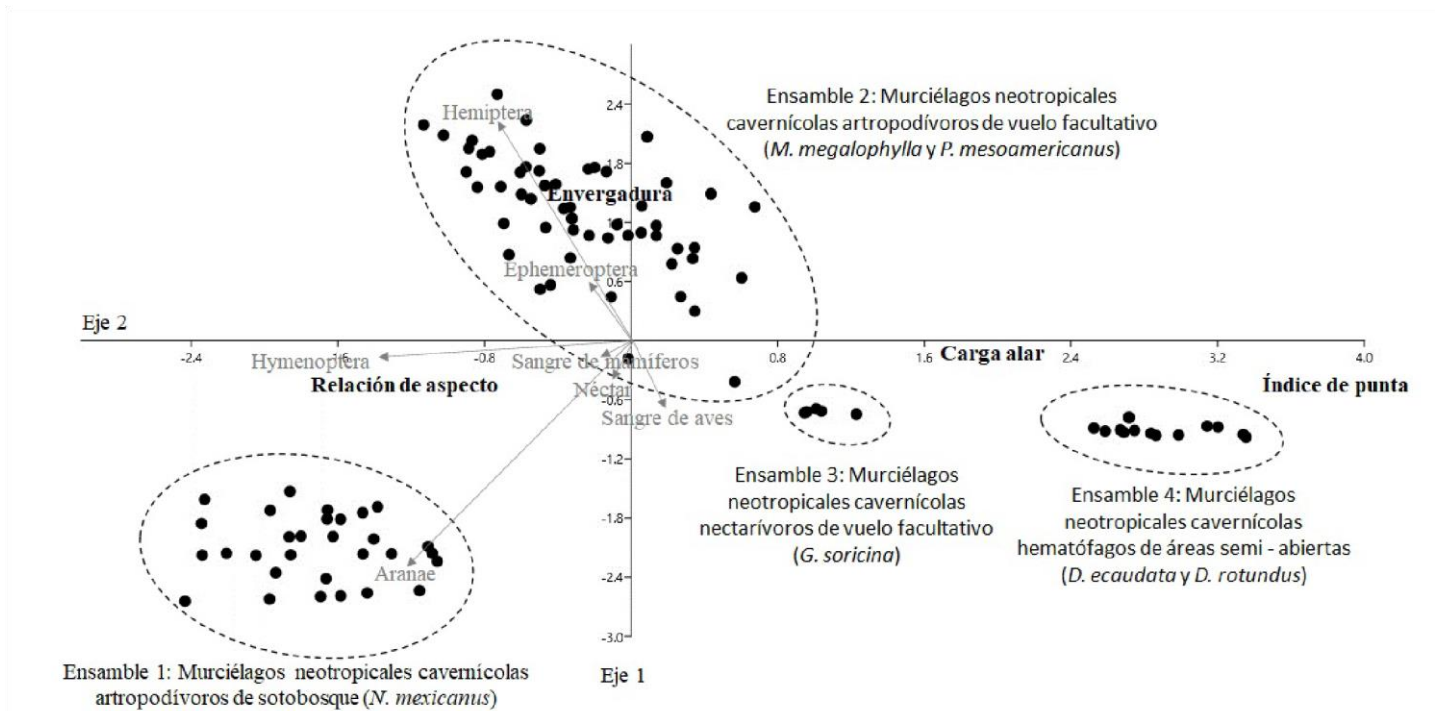 Ensamble 2: Murciélagos neotropicales
cavernícolas artropodívoros de vuelo facultativo
(M. megalophylla y P. mesoamericanus)
2.4
Hemiptera
1.8
Envergadura
Ephemeroptera
0.6
Eje 2
-2.4
-1.6
-0.8
0.8
1.6
2.4
3.2
4.0
Hymenoptera
Sangre de mamíferos
Carga alar
Relación de aspecto
Índice de punta
Néctar
-0.6
Sangre de aves
-1.2
-1.8
-2.4
-3.0
Aranae
Ensamble 3: Murciélagos
neotropicales cavernícolas
nectarívoros de vuelo facultativo
(G. soricina)
Ensamble 4: Murciélagos
neotropicales cavernícolas
hematófagos de áreas semi - abiertas
(D. ecaudata y D. rotundus)
Ensamble 1: Murciélagos neotropicales cavernícolas
artropodívoros de sotobosque (N. mexicanus)
Eje 1